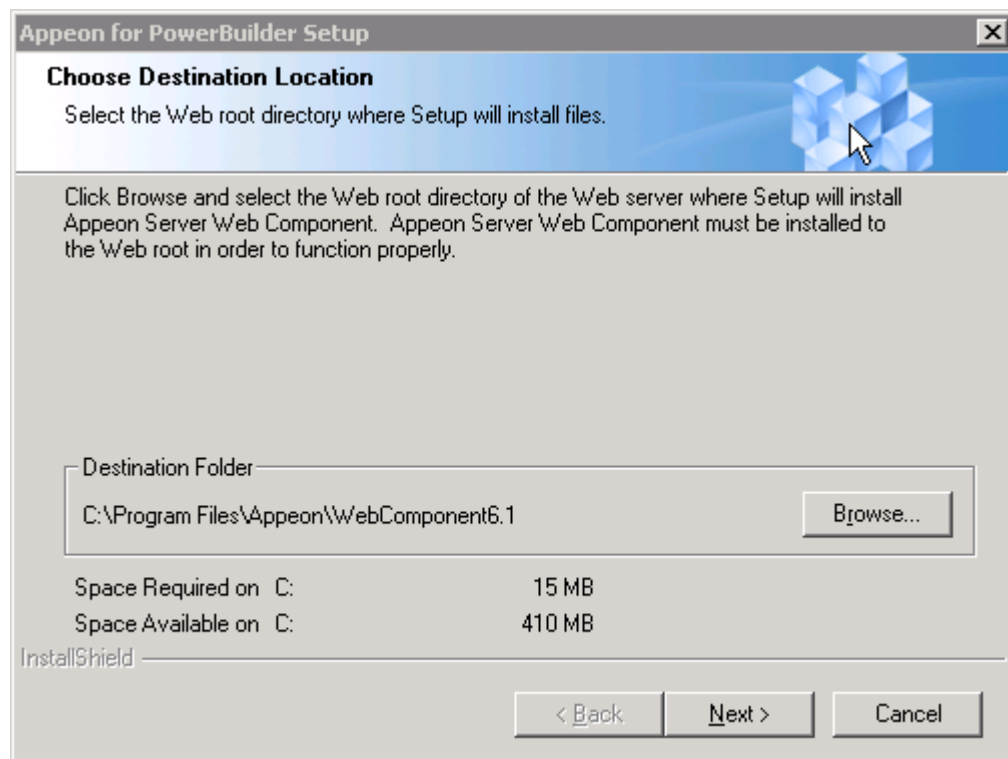 Appeon for PowerBuilder Setup
Choose Destination Location
Select the Web root directory where Setup will install files.
Click Browse and select the Web root directory of the Web server where Setup will install
Appeon Server Web Component.  Appeon Server Web Component must be installed to
the Web root in order to function properly.
Destination Folder
C:\Program Files\Appeon\WebComponent6.1
Browse...
Space Required on  C: 15 MB
Space Available on  C: 410 MB
InstallShield
< Back Next > Cancel